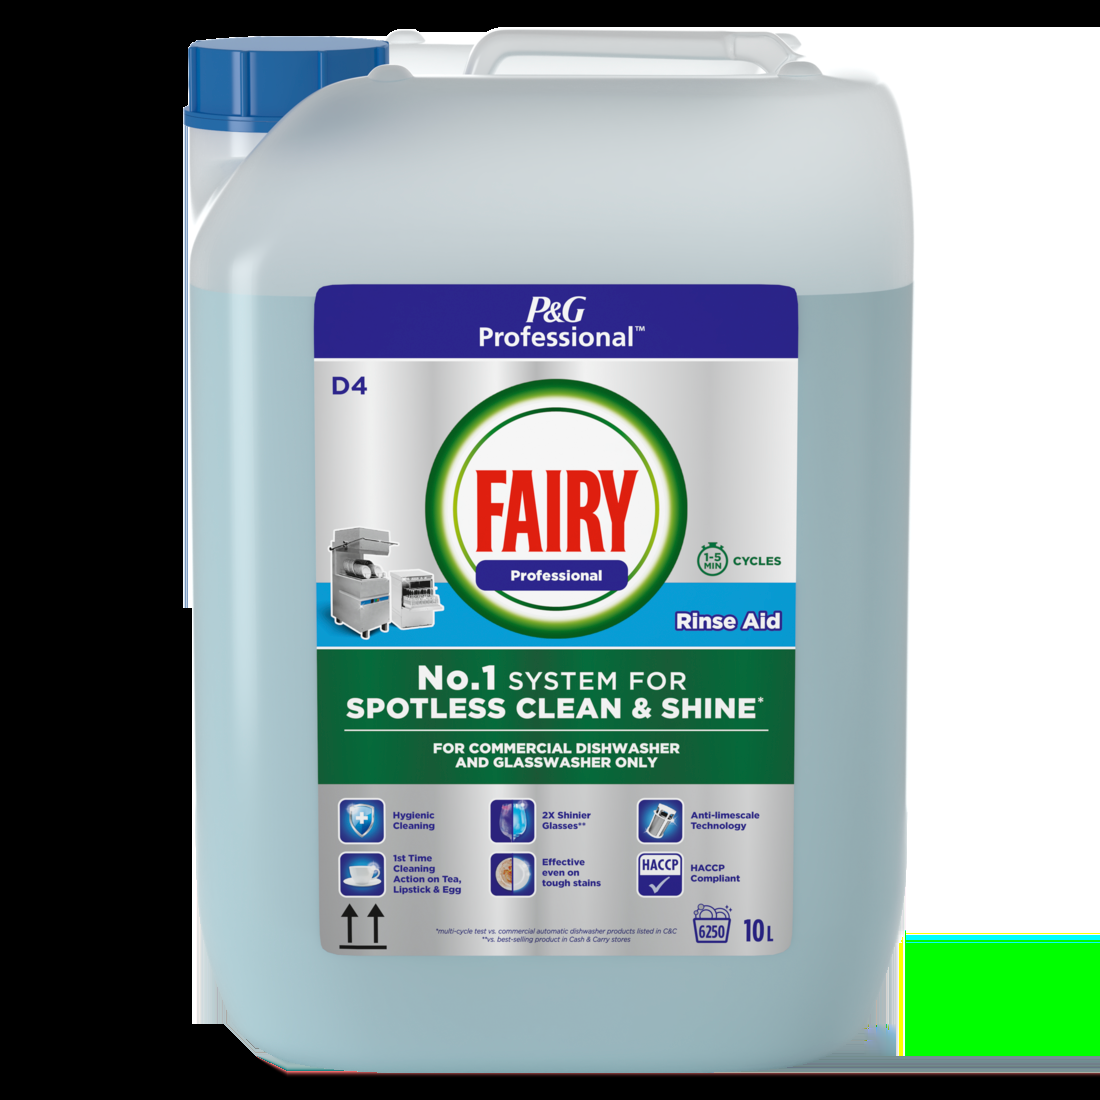 P&G
Professional™
D4
FAIRY
Professional
1-5
MIN
CYCLES
Rinse Aid
No.1 SYSTEM FOR
SPOTLESS CLEAN & SHINE*
FOR COMMERCIAL DISHWASHER
AND GLASSWASHER ONLY
Hygienic
Cleaning
2X Shinier
Glasses**
Anti-limescale
Technology
1st Time
Cleaning
Action on Tea,
Lipstick & Egg
Effective
even on
tough stains
HACCP
HACCP
Compliant
*multi-cycle test vs. commercial automatic dishwasher products listed in C&C
**vs. best-selling product in Cash & Carry stores
6250
10L